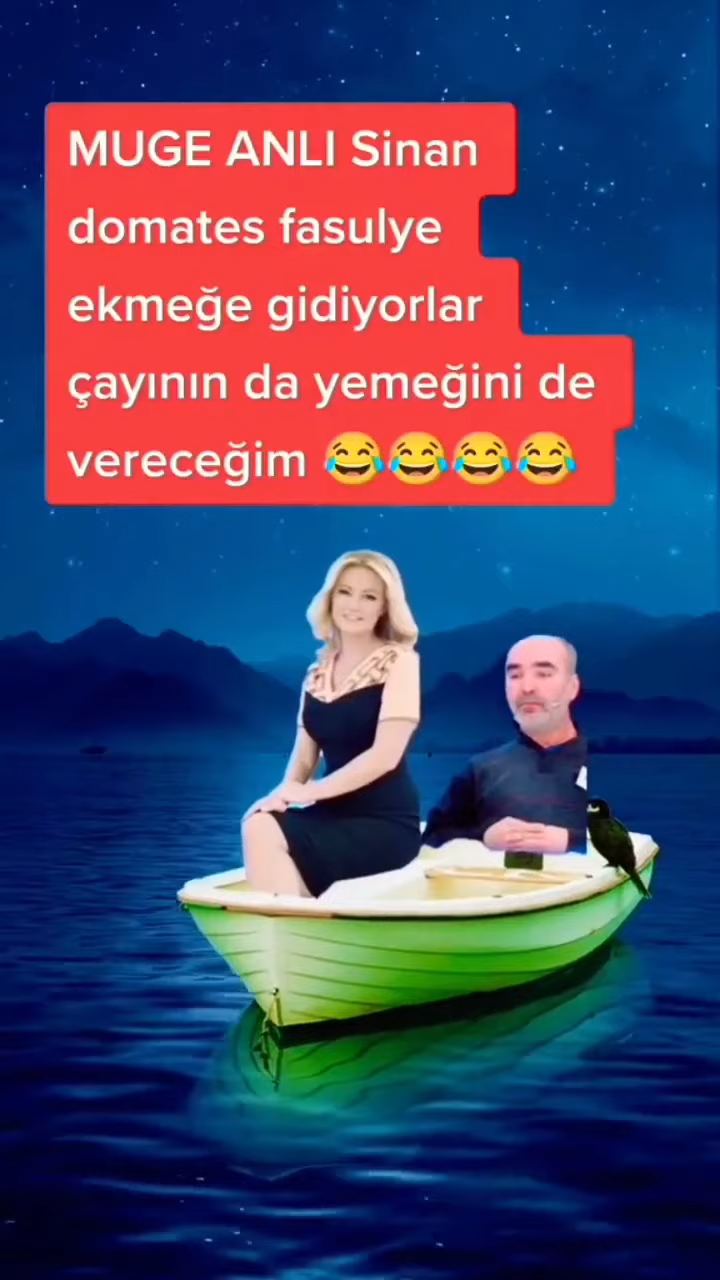 MUGE ANLI Sinan
domates fasulye
ekmeğe gidiyorlar
çayının da yemeğini de
vereceğim 😂😂😂😂